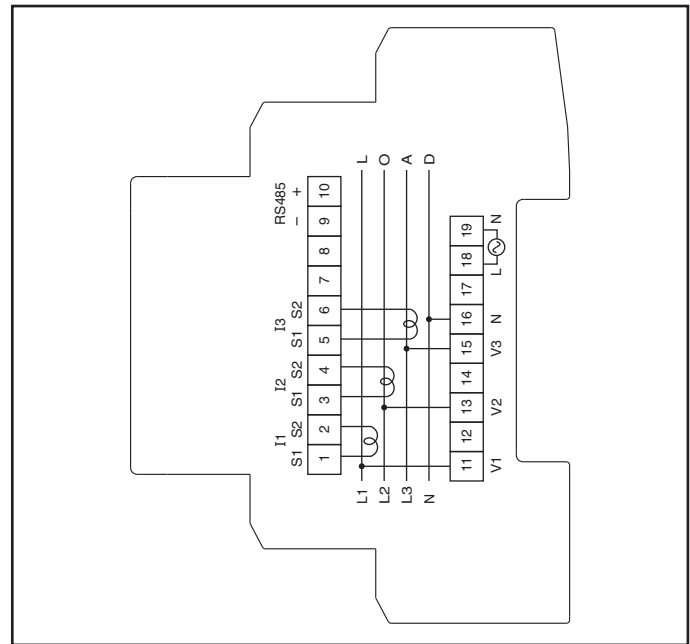 I1 I2 I3 RS485
S1 S2 S1 S2 S1 S2 − +
1 2 3 4 5 6 7 8 9 10
L1 L
L2 O
L3 A
N D
11 12 13 14 15 16 17 18 19
V1 V2 V3 N L N